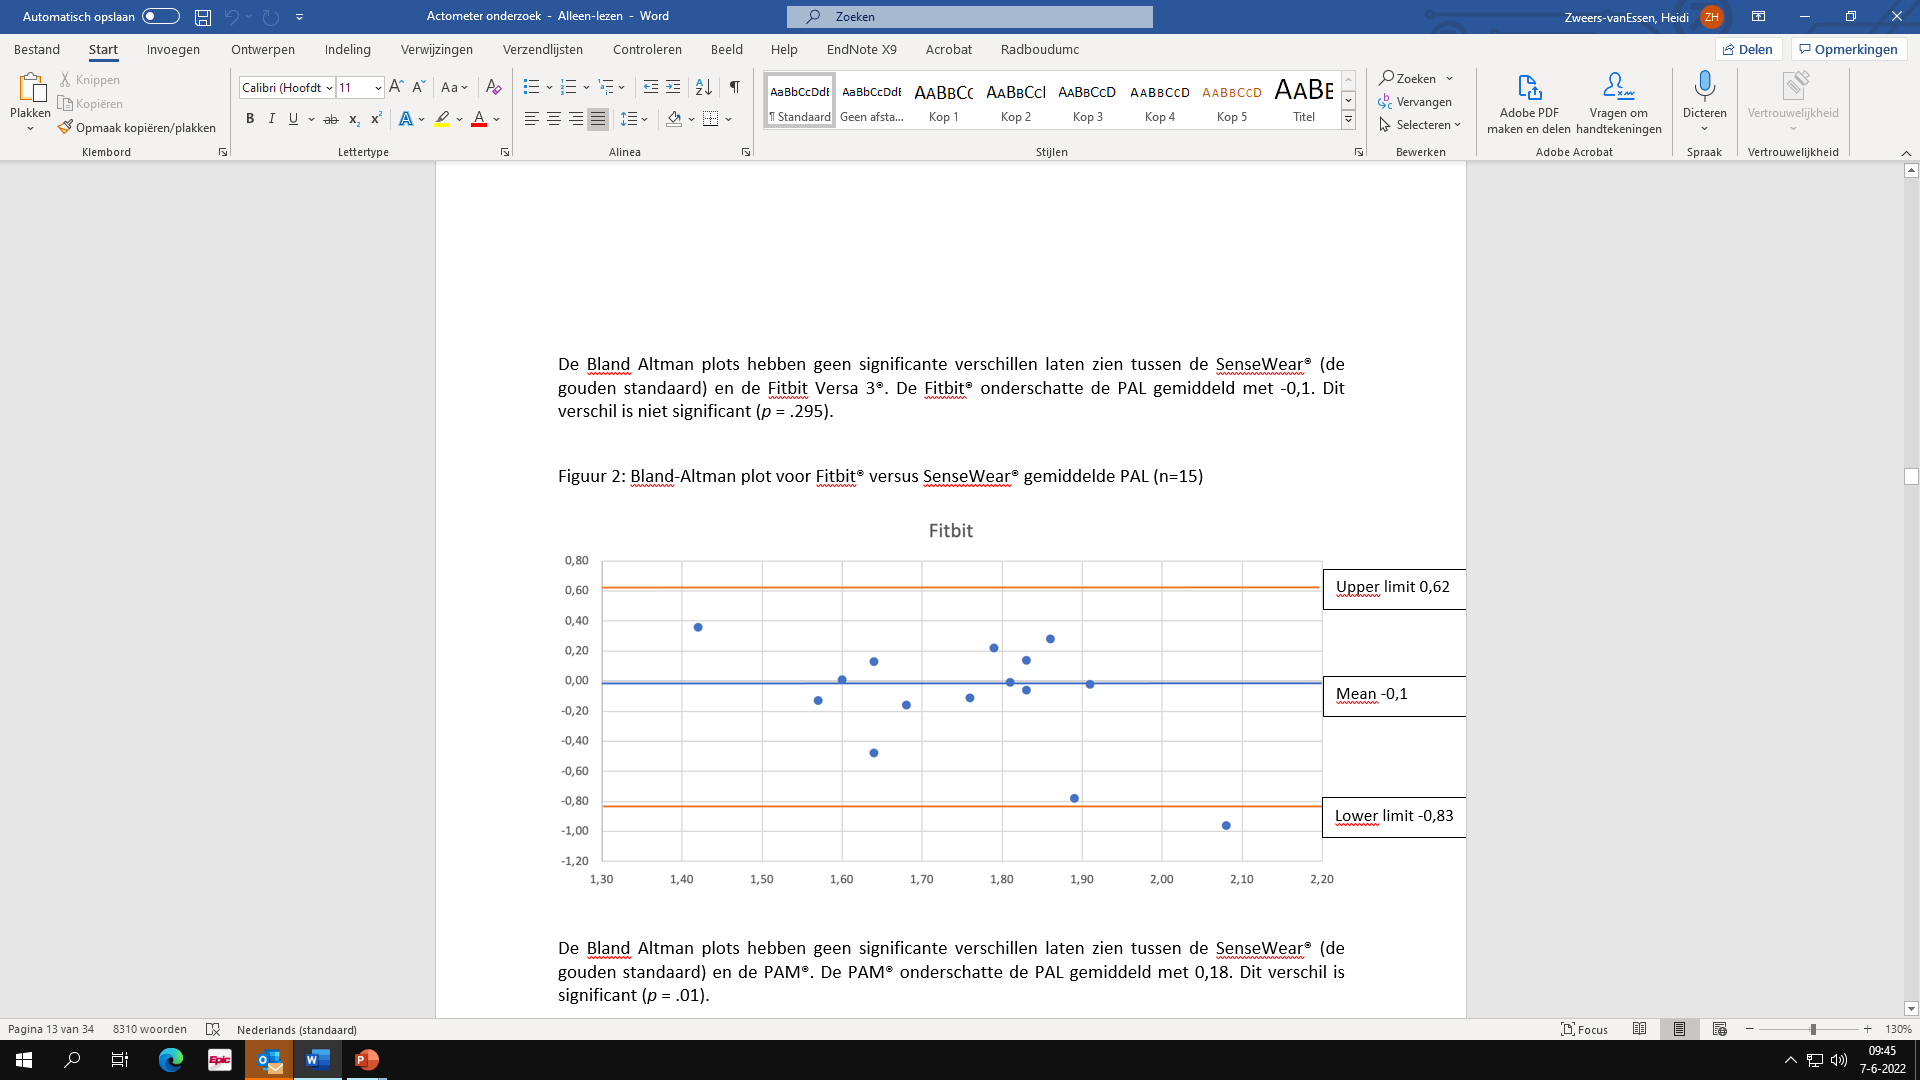 Automatisch opslaan
Actometer onderzoek - Alleen-lezen - Word
Zoeken
Zweers-vanEssen, Heidi ZH
Bestand Start Invoegen Ontwerpen Indeling Verwijzingen Verzendlijsten Controleren Beeld Help EndNote X9 Acrobat Radboudumc
Delen Opmerkingen
Plakken
Knippen
Kopiëren
Opmaak kopiëren/plakken
Klembord
Calibri (Hoofdt 11
Lettertype
Alinea
AaBbCcDdE AaBbCcDdE AaBbCc AaBbCcI AaBbCcD AaBbCcD AaBbCcD AaBb
¶ Standaard Geen afsta... Kop 1 Kop 2 Kop 3 Kop 4 Kop 5 Titel
Stijlen
Zoeken
Vervangen
Selecteren
Bewerken
Adobe PDF maken en delen
Vragen om handtekeningen
Adobe Acrobat
Dicteren
Spraak
Vertrouwelijkheid
Vertrouwelijkheid
De Bland Altman plots hebben geen significante verschillen laten zien tussen de SenseWear® (de
gouden standaard) en de Fitbit Versa 3®. De Fitbit® onderschatte de PAL gemiddeld met -0,1. Dit
verschil is niet significant (p = .295).
Figuur 2: Bland-Altman plot voor Fitbit® versus SenseWear® gemiddelde PAL (n=15)
Fitbit
0,80
0,60
0,40
0,20
0,00
-0,20
-0,40
-0,60
-0,80
-1,00
-1,20
1,30 1,40 1,50 1,60 1,70 1,80 1,90 2,00 2,10 2,20
Upper limit 0,62
Mean -0,1
Lower limit -0,83
De Bland Altman plots hebben geen significante verschillen laten zien tussen de SenseWear® (de
gouden standaard) en de PAM®. De PAM® onderschatte de PAL gemiddeld met 0,18. Dit verschil is
significant (p = .01).
Pagina 13 van 34 8310 woorden Nederlands (standaard)
Focus
130%
Epic
09:45
7-6-2022